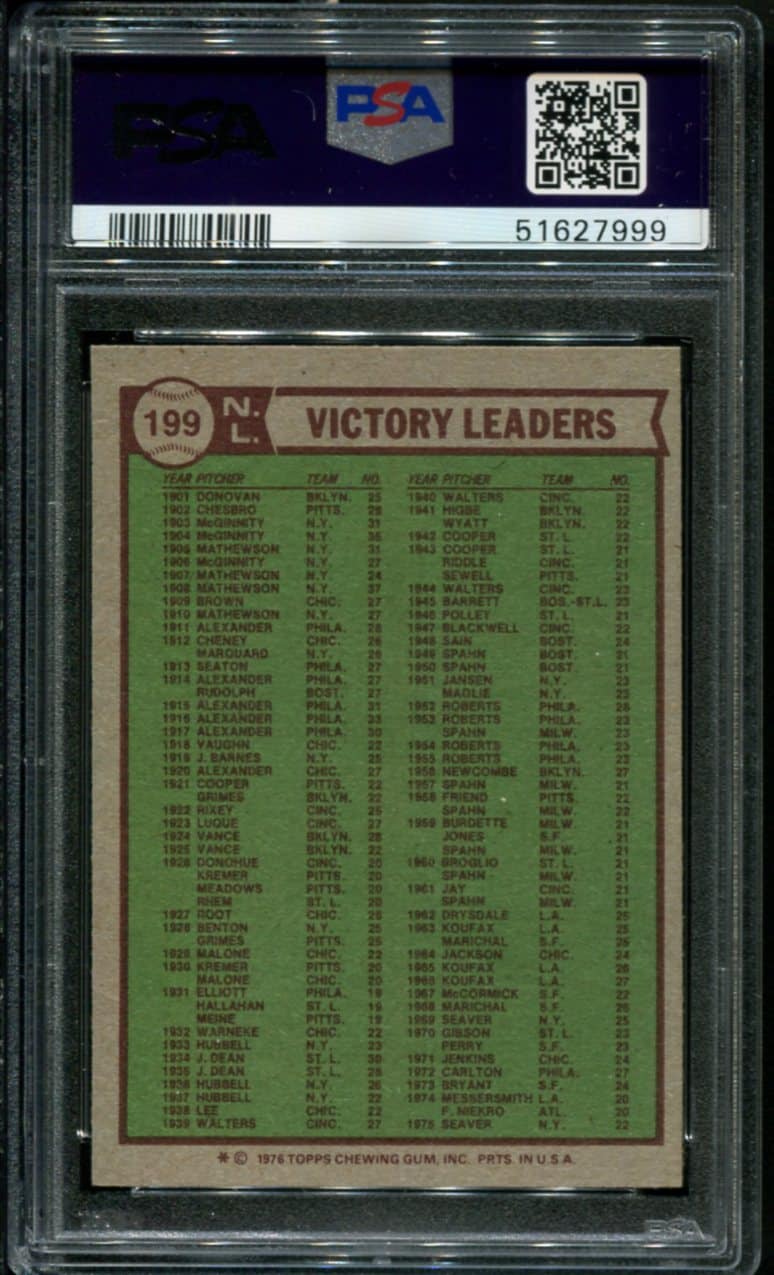 PSA
PSA
51627999
199 N.L. VICTORY LEADERS
YEAR PITCHER TEAM NO. YEAR PITCHER TEAM NO.
1901 DONOVAN BKLYN. 25 1940 WALTERS CINC. 22
1902 CHESBRO PITTS. 28 1941 HIGBE BKLYN. 22
1903 McGINNITY N.Y. 31 WYATT BKLYN. 22
1904 McGINNITY N.Y. 35 1942 COOPER ST. L. 22
1905 MATHEWSON N.Y. 31 1943 COOPER ST. L. 21
1906 McGINNITY N.Y. 27 RIDDLE CINC. 21
1907 MATHEWSON N.Y. 24 SEWELL PITTS. 21
1908 MATHEWSON N.Y. 37 1944 WALTERS CINC. 23
1909 BROWN CHIC. 27 1945 BARRETT BOS.-ST.L. 23
1910 MATHEWSON N.Y. 27 1946 POLLEY ST. L. 21
1911 ALEXANDER PHILA. 28 1947 BLACKWELL CINC. 22
1912 CHENEY CHIC. 26 1948 SAIN BOST. 24
MARQUARD N.Y. 26 1949 SPAHN BOST. 21
1913 SEATON PHILA. 27 1950 SPAHN BOST. 21
1914 ALEXANDER PHILA. 27 1951 JANSEN N.Y. 23
RUDOLPH BOST. 27 MAGLIE N.Y. 23
1915 ALEXANDER PHILA. 31 1952 ROBERTS PHILA. 28
1916 ALEXANDER PHILA. 33 1953 ROBERTS PHILA. 23
1917 ALEXANDER PHILA. 30 SPAHN MILW. 23
1918 VAUGHN CHIC. 22 1954 ROBERTS PHILA. 23
1919 J. BARNES N.Y. 25 1955 ROBERTS PHILA. 23
1920 ALEXANDER CHIC. 27 1956 NEWCOMBE BKLYN. 27
1921 COOPER PITTS. 22 1957 SPAHN MILW. 21
GRIMES BKLYN. 22 1958 FRIEND PITTS. 22
1922 RIXEY CINC. 25 SPAHN MILW. 22
1923 LUQUE CINC. 27 1959 BURDETTE MILW. 21
1924 VANCE BKLYN. 28 JONES S.F. 21
1925 VANCE BKLYN. 22 SPAHN MILW. 21
1926 DONOHUE CINC. 20 1960 BROGLIO ST. L. 21
KREMER PITTS. 20 SPAHN MILW. 21
MEADOWS PITTS. 20 1961 JAY CINC. 21
RHEM ST. L. 20 SPAHN MILW. 21
1927 ROOT CHIC. 26 1962 DRYSDALE L.A. 25
1928 BENTON N.Y. 25 1963 KOUFAX L.A. 25
GRIMES PITTS. 25 MARICHAL S.F. 25
1929 MALONE CHIC. 22 1964 JACKSON CHIC. 24
1930 KREMER PITTS. 20 1965 KOUFAX L.A. 26
MALONE CHIC. 20 1966 KOUFAX L.A. 27
1931 ELLIOTT PHILA. 19 1967 McCORMICK S.F. 22
HALLAHAN ST. L. 19 1968 MARICHAL S.F. 26
MEINE PITTS. 19 1969 SEAVER N.Y. 25
1932 WARNEKE CHIC. 22 1970 GIBSON ST. L. 23
1933 HUBBELL N.Y. 23 PERRY S.F. 23
1934 J. DEAN ST. L. 30 1971 JENKINS CHIC. 24
1935 J. DEAN ST. L. 28 1972 CARLTON PHILA. 27
1936 HUBBELL N.Y. 26 1973 BRYANT S.F. 24
1937 HUBBELL N.Y. 22 1974 MESSERSMITH L.A. 20
1938 LEE CHIC. 22 F. NIEKRO ATL. 20
1939 WALTERS CINC. 27 1975 SEAVER N.Y. 22
* © 1976 TOPPS CHEWING GUM, INC. PRTS. IN U.S.A.
PSA